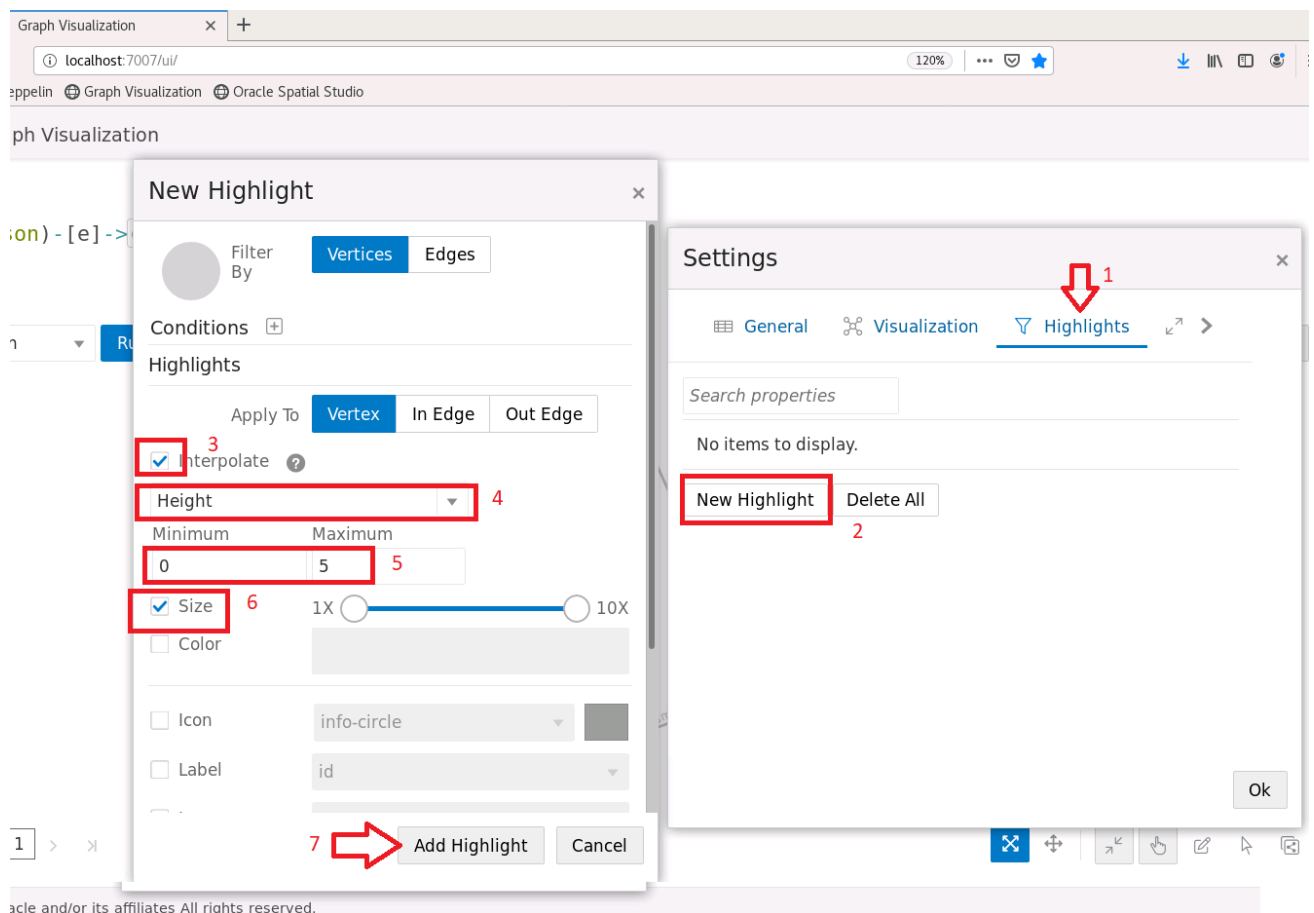 Graph Visualization × +
localhost:7007/ui/ 120% ···
eppelin Graph Visualization Oracle Spatial Studio
ph Visualization
son)-[e]->
n Ru
New Highlight ×
Filter By Vertices Edges
Conditions +
Highlights
Apply To Vertex In Edge Out Edge
3
Interpolate ?
Height 4
Minimum Maximum
0 5 5
Size 6 1X 10X
Color
Icon info-circle
Label id
7 Add Highlight Cancel
Settings ×
1
General Visualization Highlights
Search properties
No items to display.
New Highlight Delete All
2
Ok
1
acle and/or its affiliates All rights reserved.